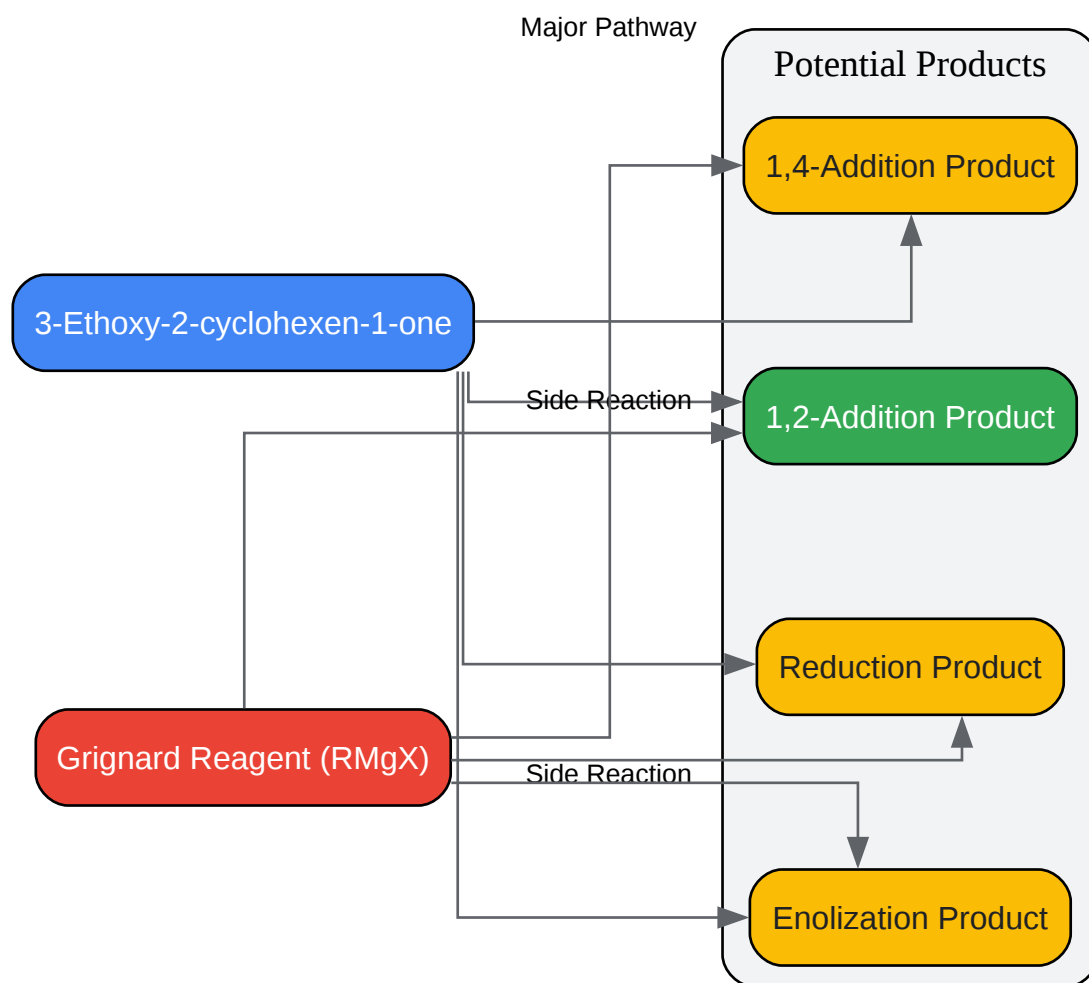 Major Pathway
Potential Products
1,4-Addition Product
3-Ethoxy-2-cyclohexen-1-one
Side Reaction
1,2-Addition Product
Reduction Product
Grignard Reagent (RMgX)
Side Reaction
Enolization Product